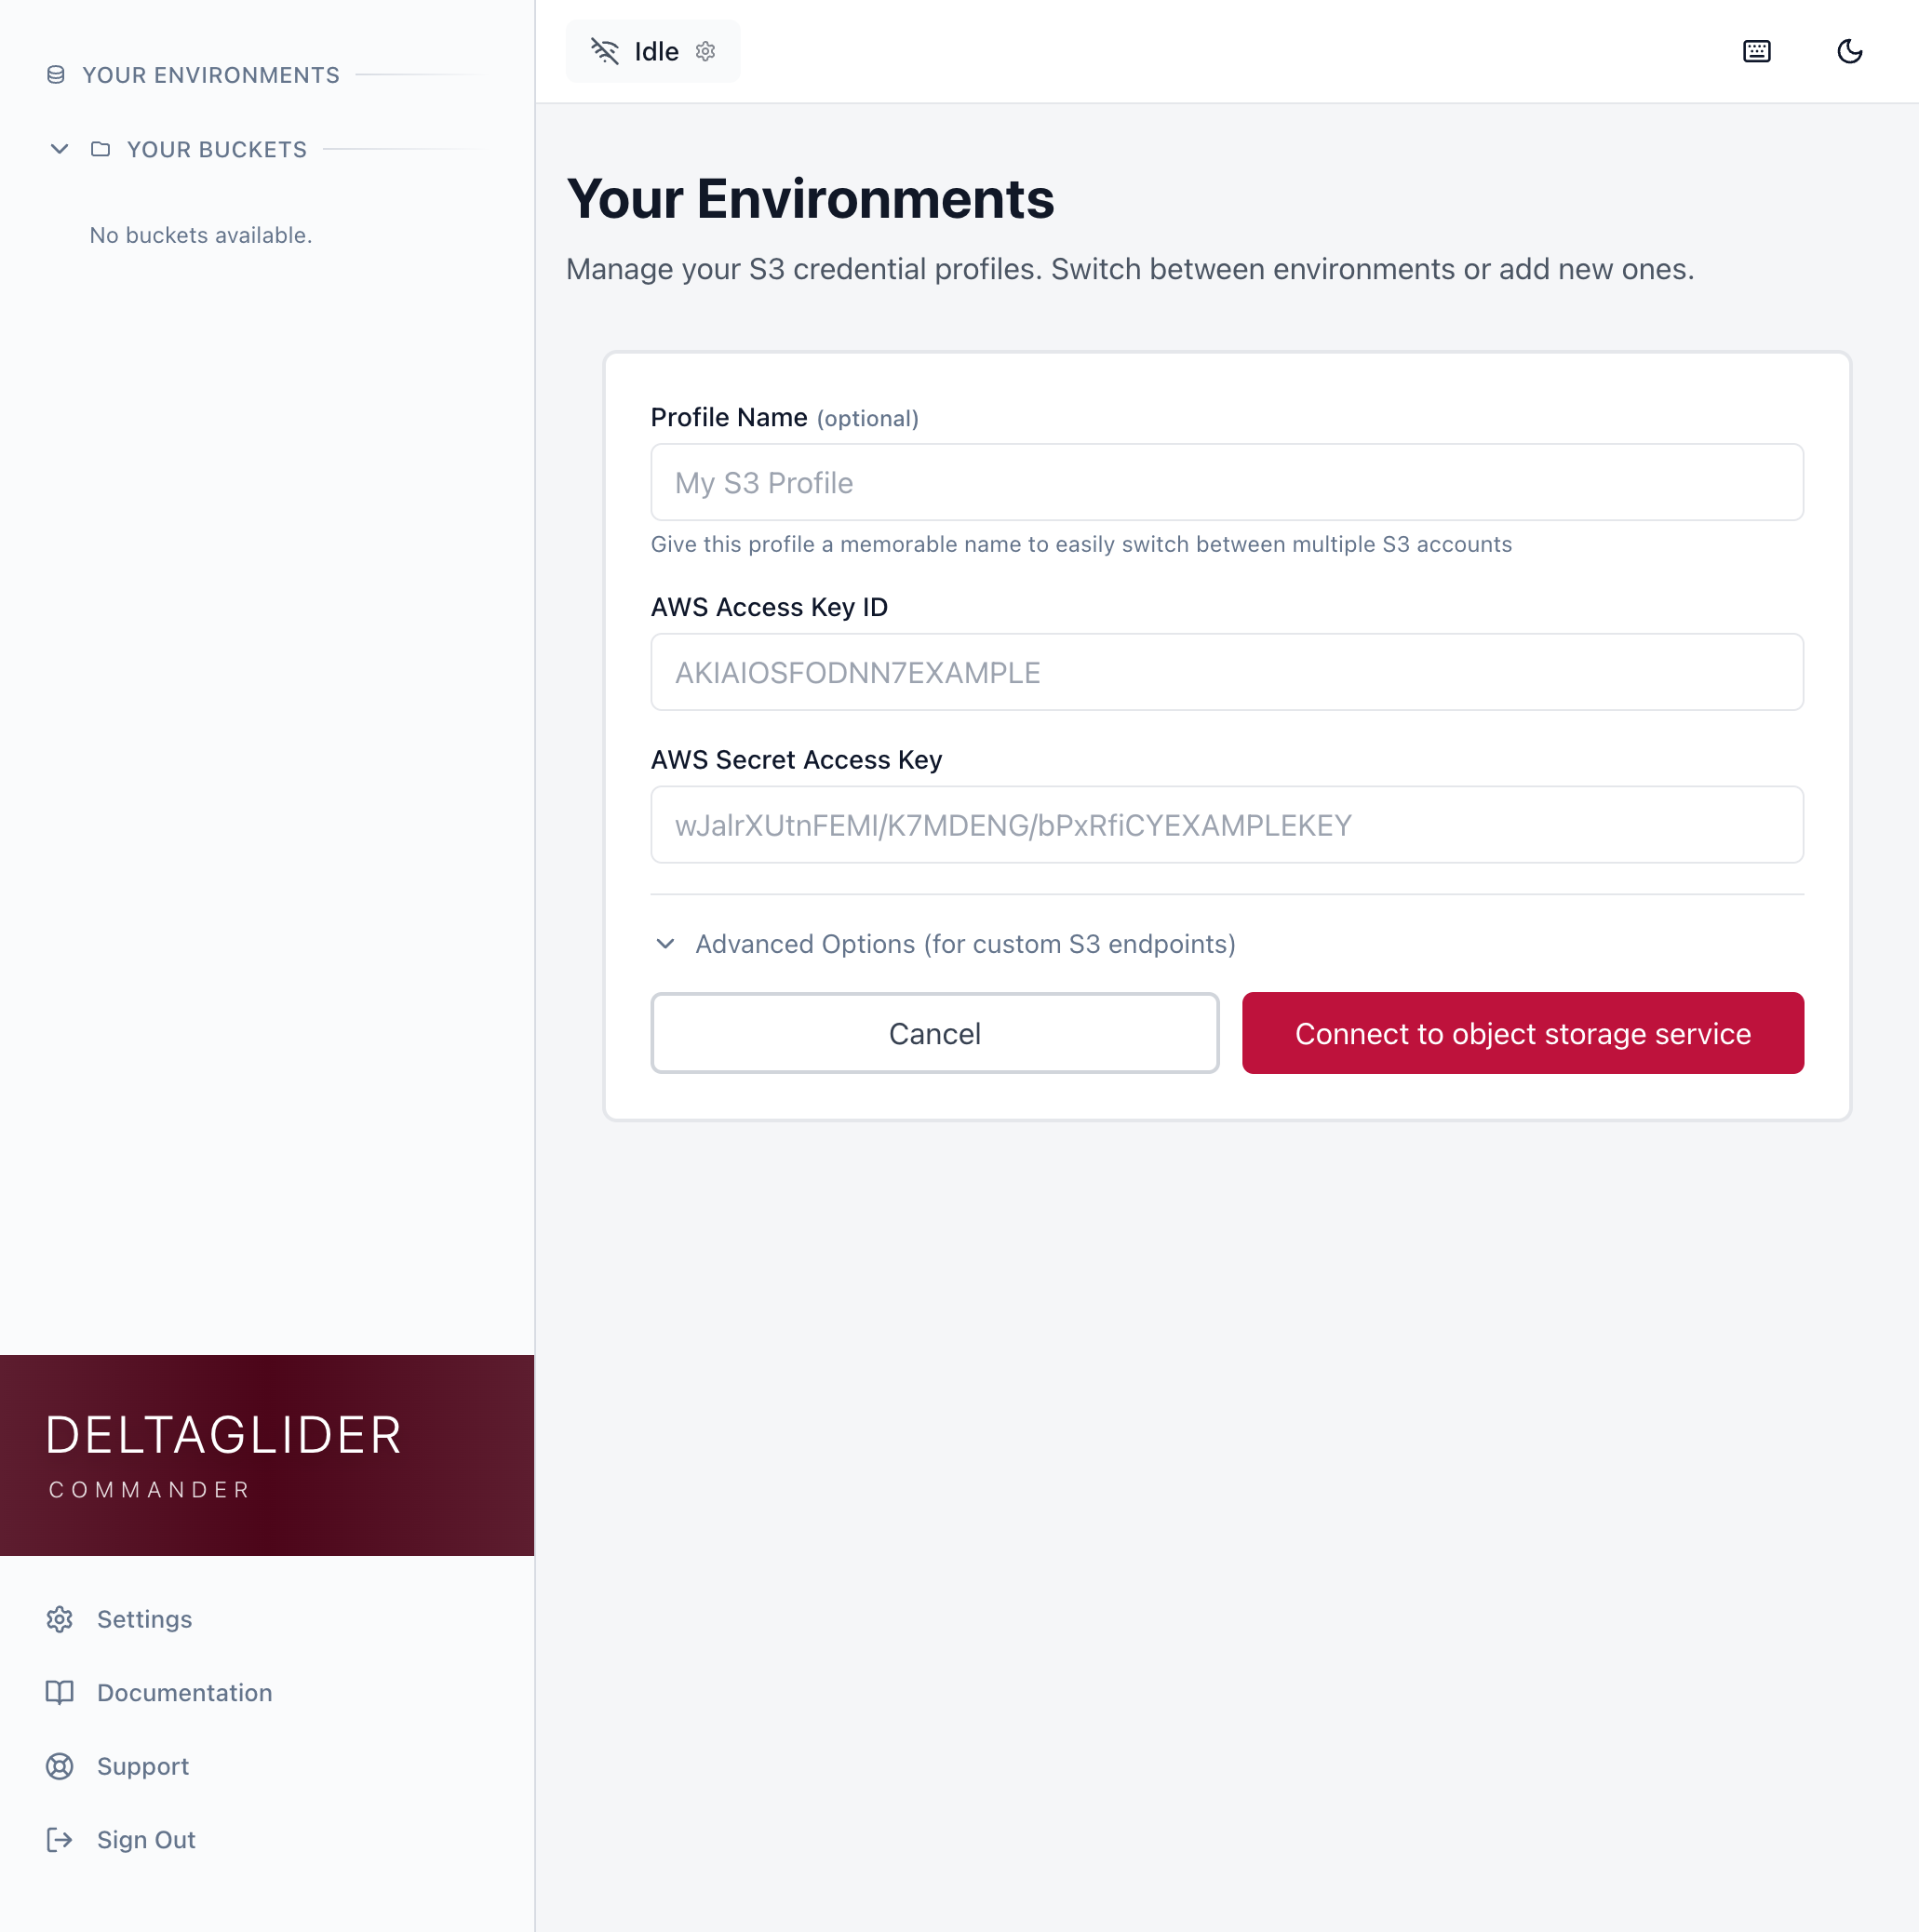 YOUR ENVIRONMENTS
YOUR BUCKETS
No buckets available.
DELTAGLIDER
COMMANDER
Settings
Documentation
Support
Sign Out
Idle
Your Environments
Manage your S3 credential profiles. Switch between environments or add new ones.
Profile Name (optional)
My S3 Profile
Give this profile a memorable name to easily switch between multiple S3 accounts
AWS Access Key ID
AKIAIOSFODNN7EXAMPLE
AWS Secret Access Key
wJalrXUtnFEMI/K7MDENG/bPxRfiCYEXAMPLEKEY
Advanced Options (for custom S3 endpoints)
Cancel
Connect to object storage service